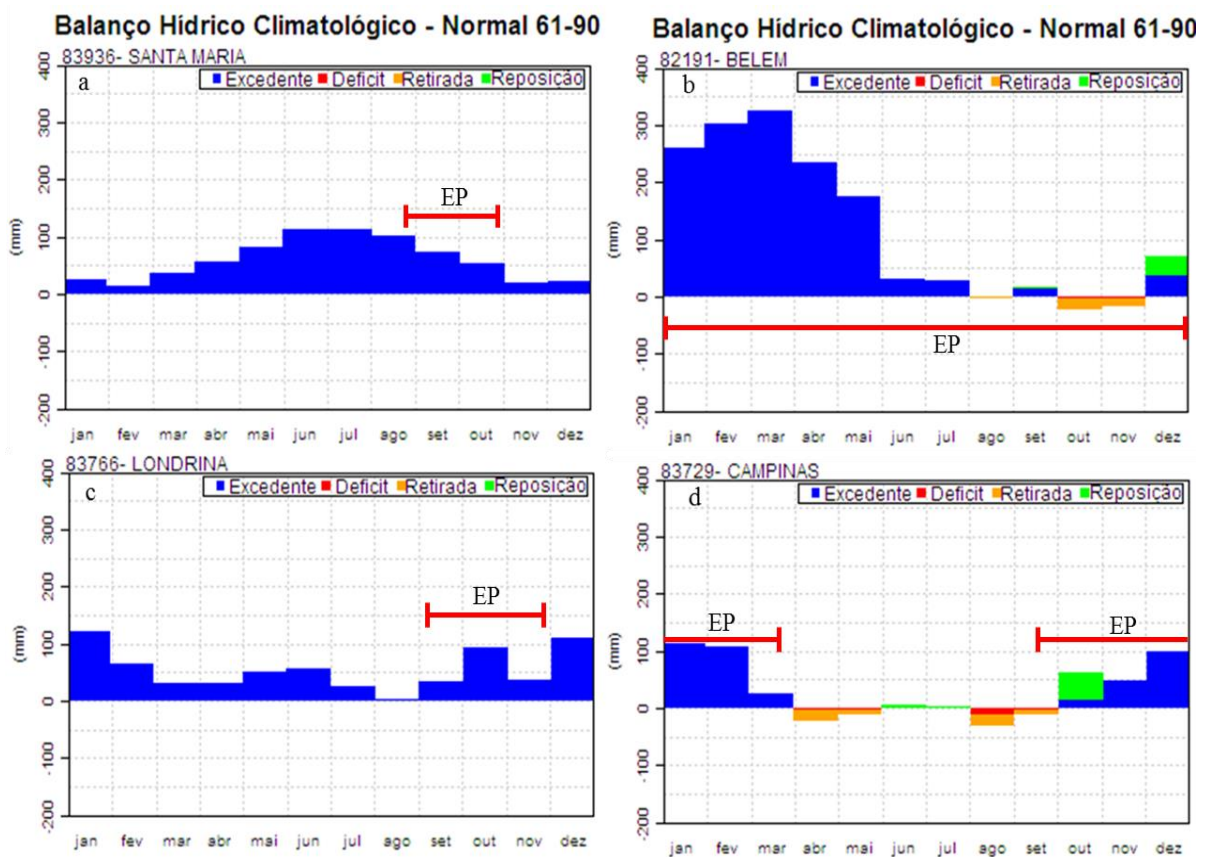 Balanço Hídrico Climatológico - Normal 61-90
83936- SANTA MARIA
a
Excedente Deficit Retirada Reposição
EP
(mm)
400
300
200
100
0
-100
-200
jan fev mar abr mai jun jul ago set out nov dez
Balanço Hídrico Climatológico - Normal 61-90
82191- BELEM
b
Excedente Deficit Retirada Reposição
EP
(mm)
400
300
200
100
0
-100
-200
jan fev mar abr mai jun jul ago set out nov dez
83766- LONDRINA
c
Excedente Deficit Retirada Reposição
EP
(mm)
400
300
200
100
0
-100
-200
jan fev mar abr mai jun jul ago set out nov dez
83729- CAMPINAS
d
Excedente Deficit Retirada Reposição
EP EP
(mm)
400
300
200
100
0
-100
-200
jan fev mar abr mai jun jul ago set out nov dez